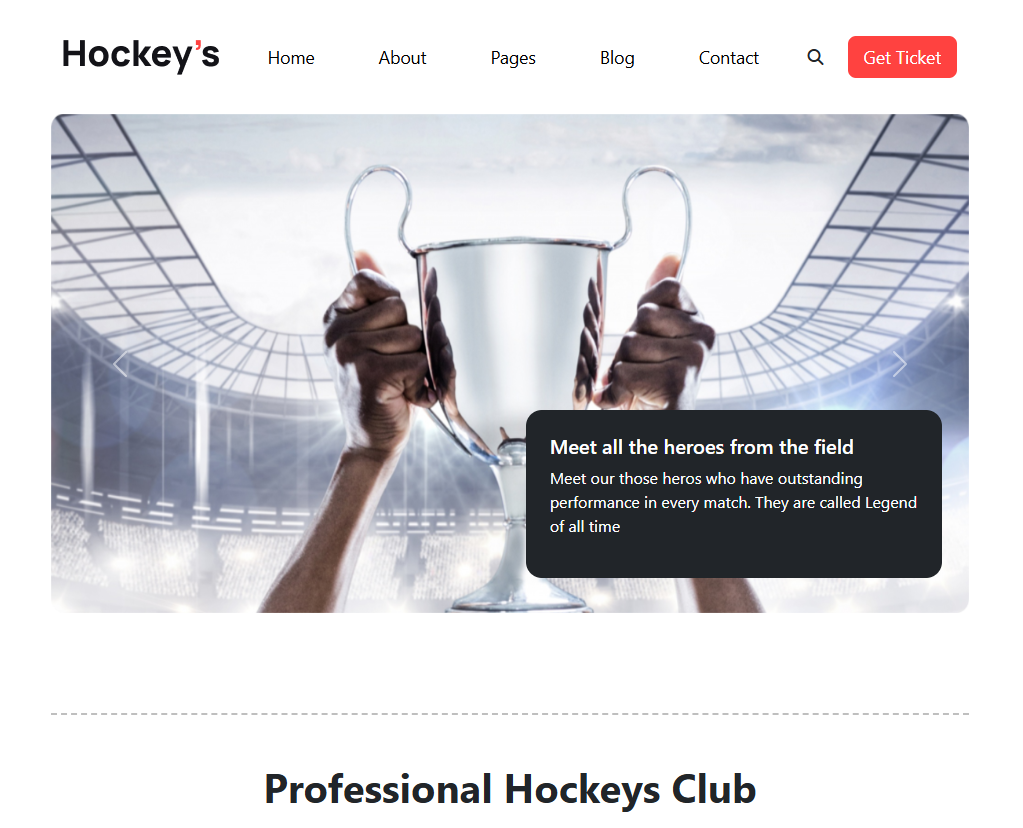 Hockey's
Home About Pages Blog Contact Get Ticket
Meet all the heroes from the field
Meet our those heros who have outstanding
performance in every match. They are called Legend
of all time
Professional Hockeys Club